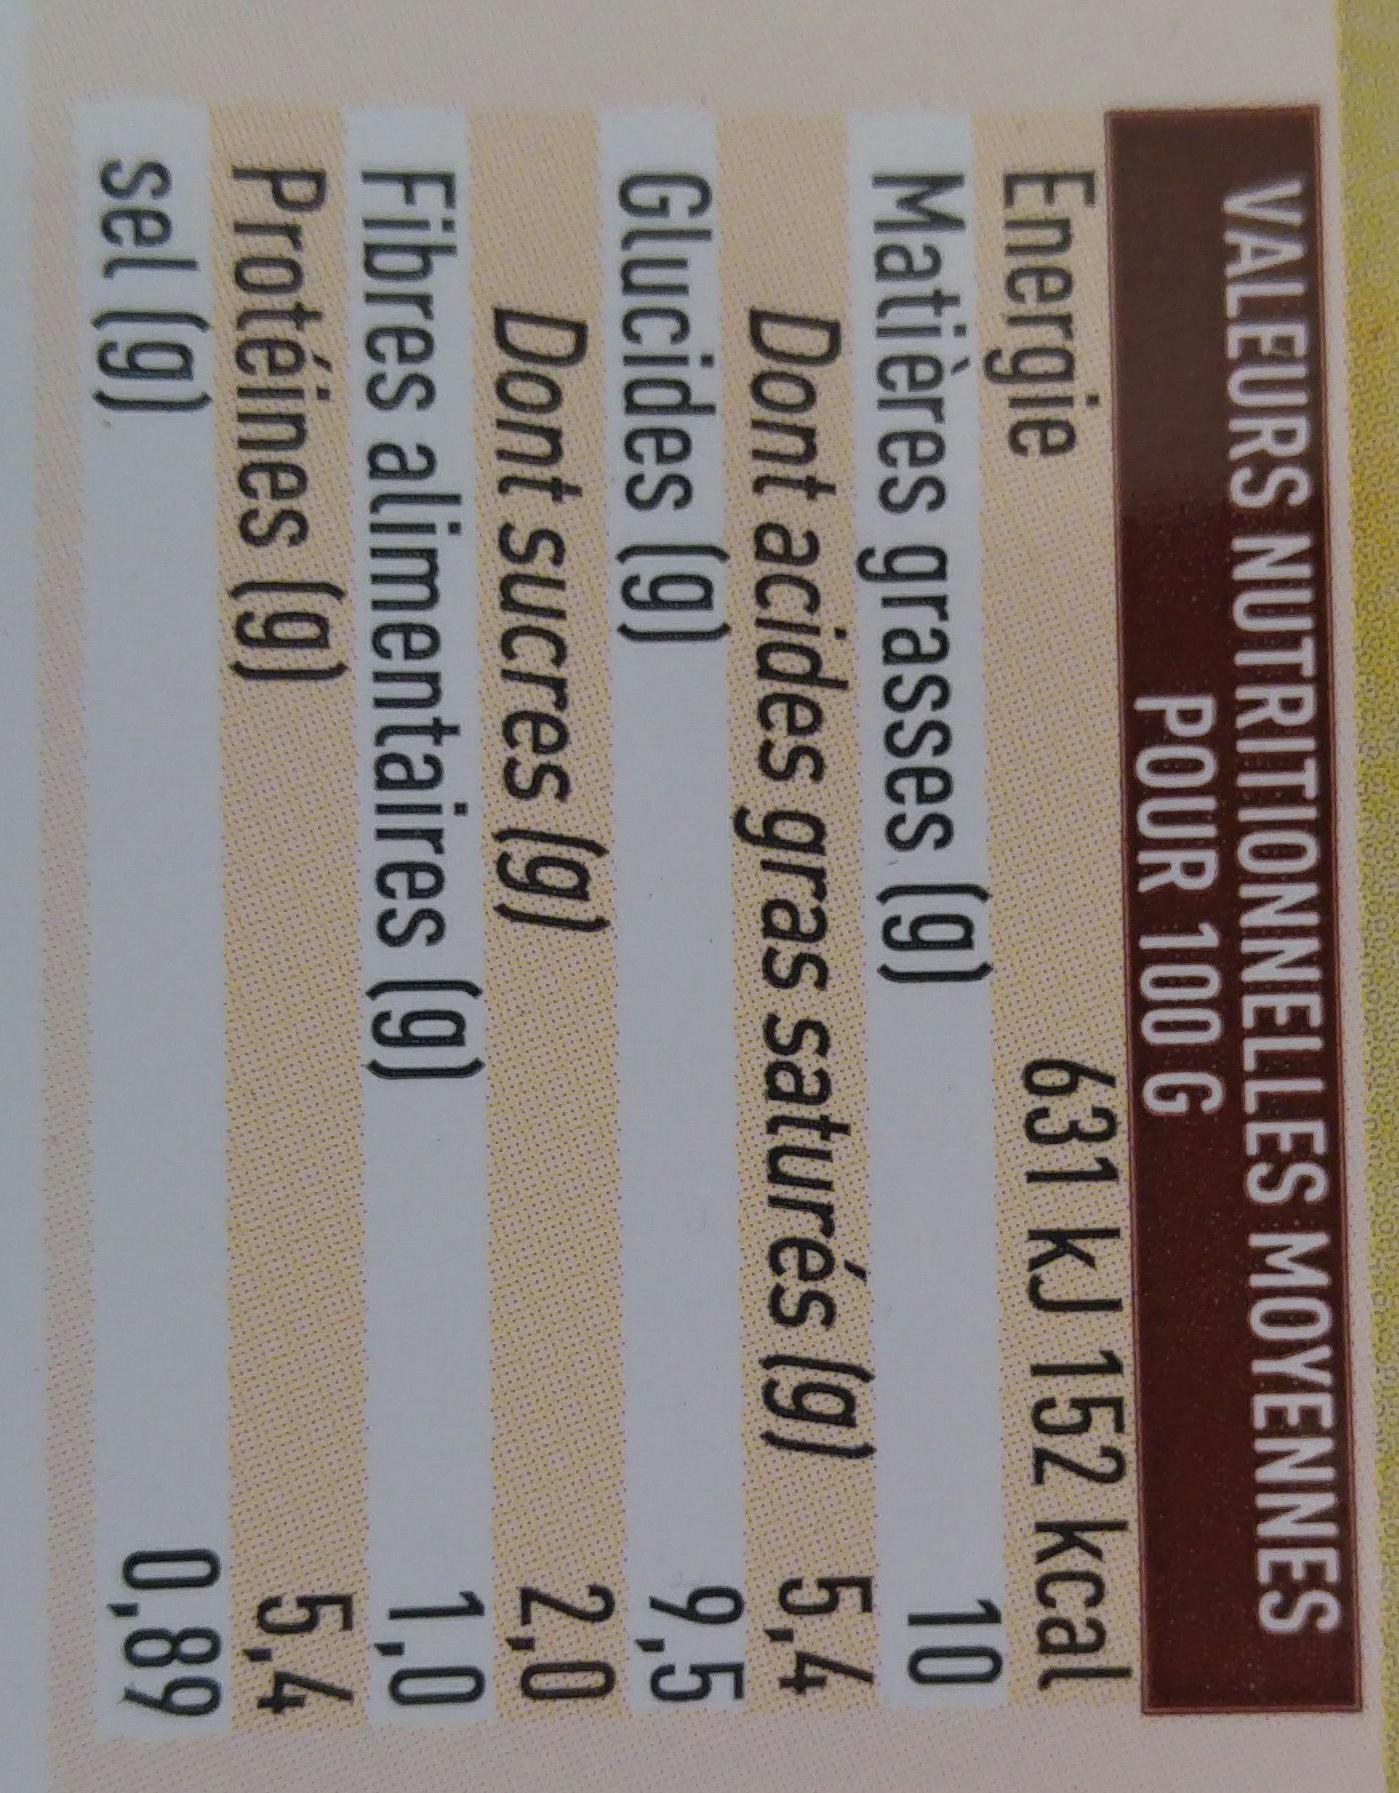 VALEURS NUTRITIONNELLES MOYENNES
POUR 100 G
Energie 631 kJ 152 kcal
Matières grasses (g) 10
Dont acides gras saturés (g) 5,4
Glucides (g) 9,5
Dont sucres (g) 2,0
Fibres alimentaires (g) 1,0
Protéines (g) 5,4
sel (g) 0,89